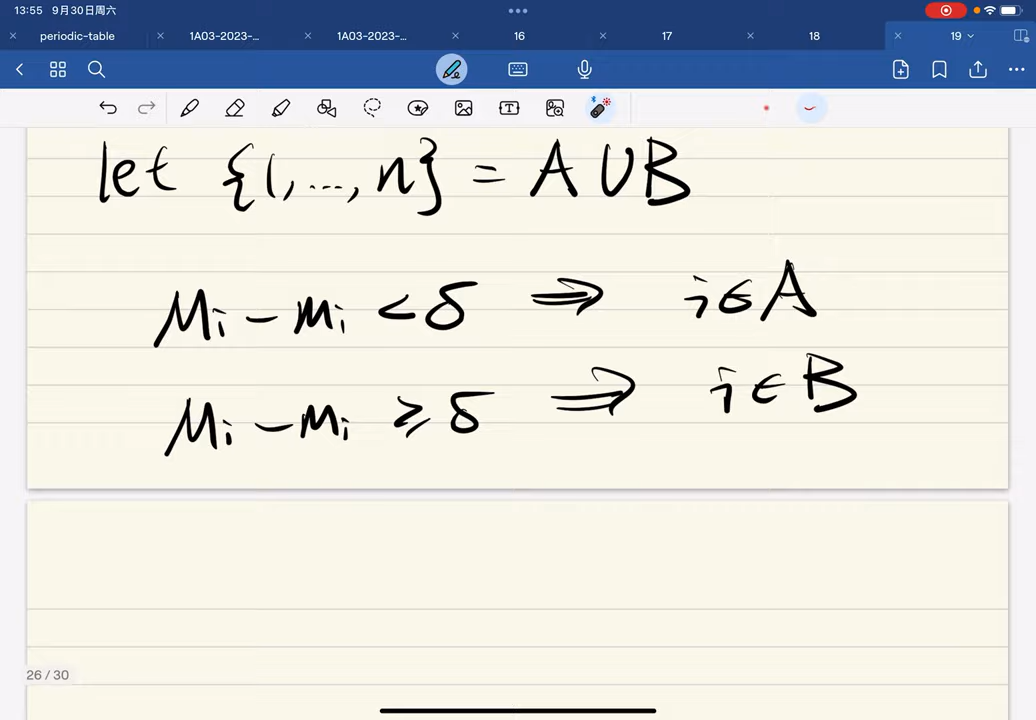 13:55 9月30日周六
periodic-table 1A03-2023-... 1A03-2023-... 16 17 18 19
let {1,...,n} = A∪B
Mᵢ - mᵢ < δ ⇒ i∈A
Mᵢ - mᵢ ≥ δ ⇒ i∈B
26 / 30